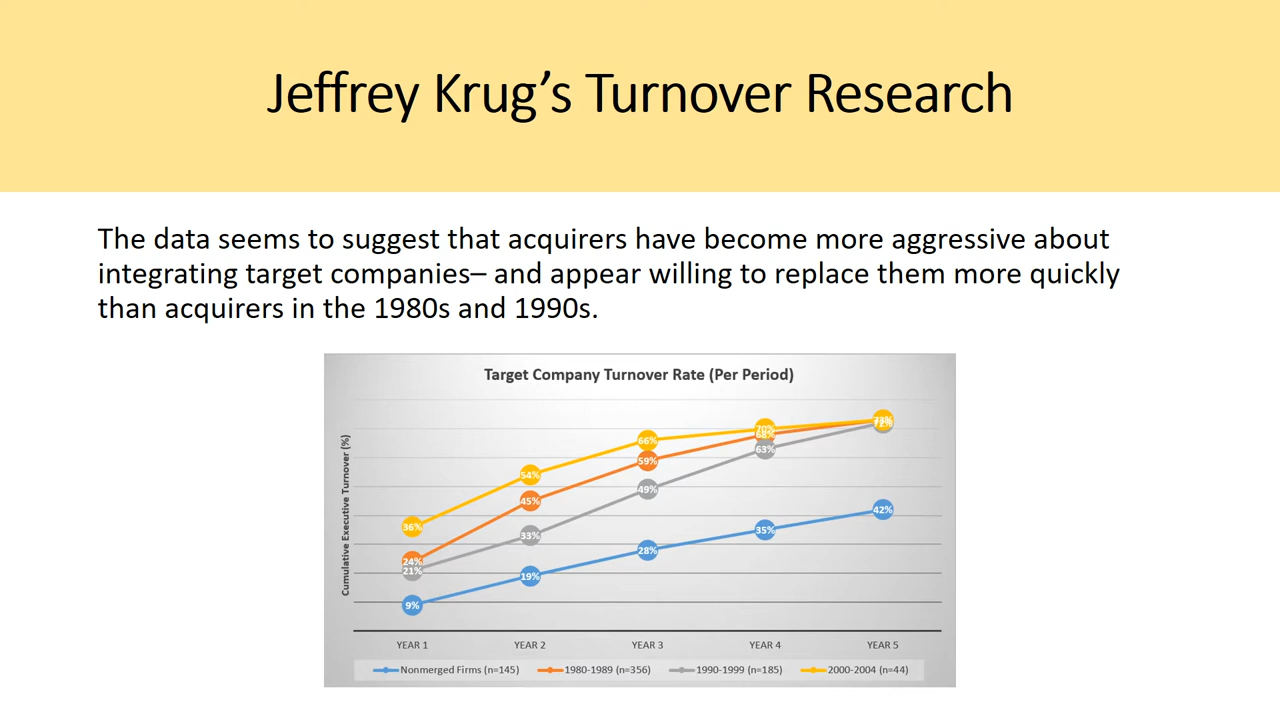 Jeffrey Krug’s Turnover Research
The data seems to suggest that acquirers have become more aggressive about
integrating target companies– and appear willing to replace them more quickly
than acquirers in the 1980s and 1990s.
Target Company Turnover Rate (Per Period)
Cumulative Executive Turnover (%)
36%
54%
66%
70%
73%
24%
45%
59%
68%
21%
33%
49%
63%
72%
9%
19%
28%
35%
42%
YEAR 1
YEAR 2
YEAR 3
YEAR 4
YEAR 5
Nonmerged Firms (n=145)
1980-1989 (n=356)
1990-1999 (n=185)
2000-2004 (n=44)